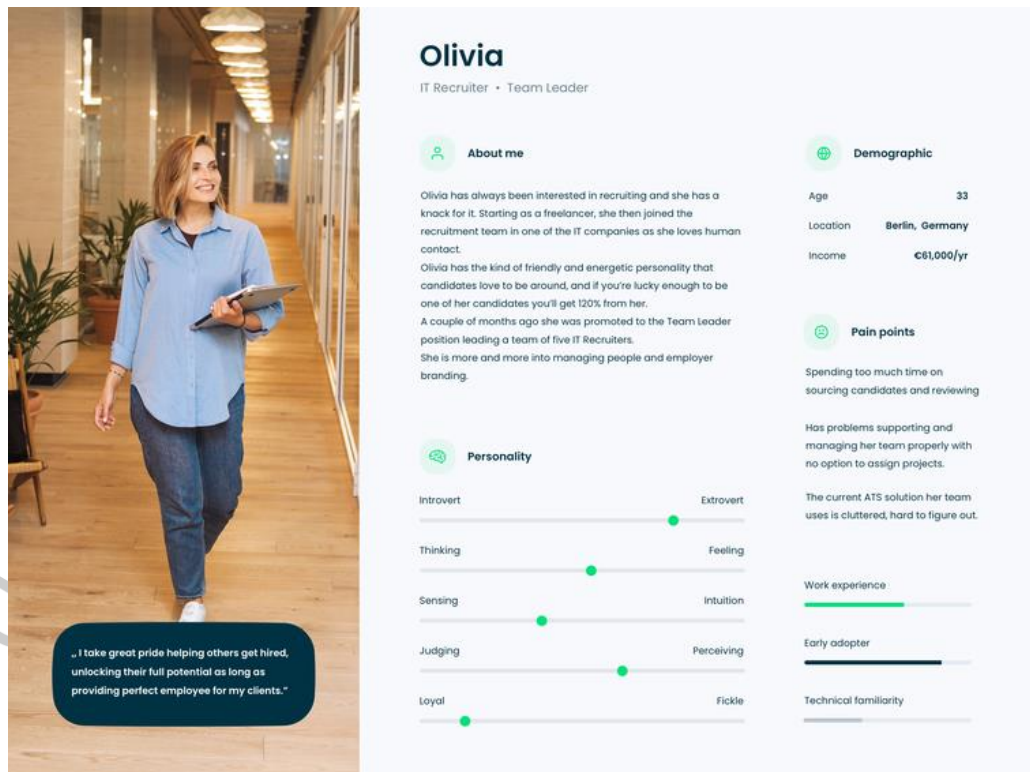 Olivia
IT Recruiter • Team Leader
About me
Olivia has always been interested in recruiting and she has a
knack for it. Starting as a freelancer, she then joined the
recruitment team in one of the IT companies as she loves human
contact.
Olivia has the kind of friendly and energetic personality that
candidates love to be around, and if you're lucky enough to be
one of her candidates you'll get 120% from her.
A couple of months ago she was promoted to the Team Leader
position leading a team of five IT Recruiters.
She is more and more into managing people and employer
branding.
Personality
Introvert Extrovert
Thinking Feeling
Sensing Intuition
Judging Perceiving
Loyal Fickle
Demographic
Age 33
Location Berlin, Germany
Income €61,000/yr
Pain points
Spending too much time on
sourcing candidates and reviewing
Has problems supporting and
managing her team properly with
no option to assign projects.
The current ATS solution her team
uses is cluttered, hard to figure out.
Work experience
Early adopter
Technical familiarity
„ I take great pride helping others get hired,
unlocking their full potential as long as
providing perfect employee for my clients.”